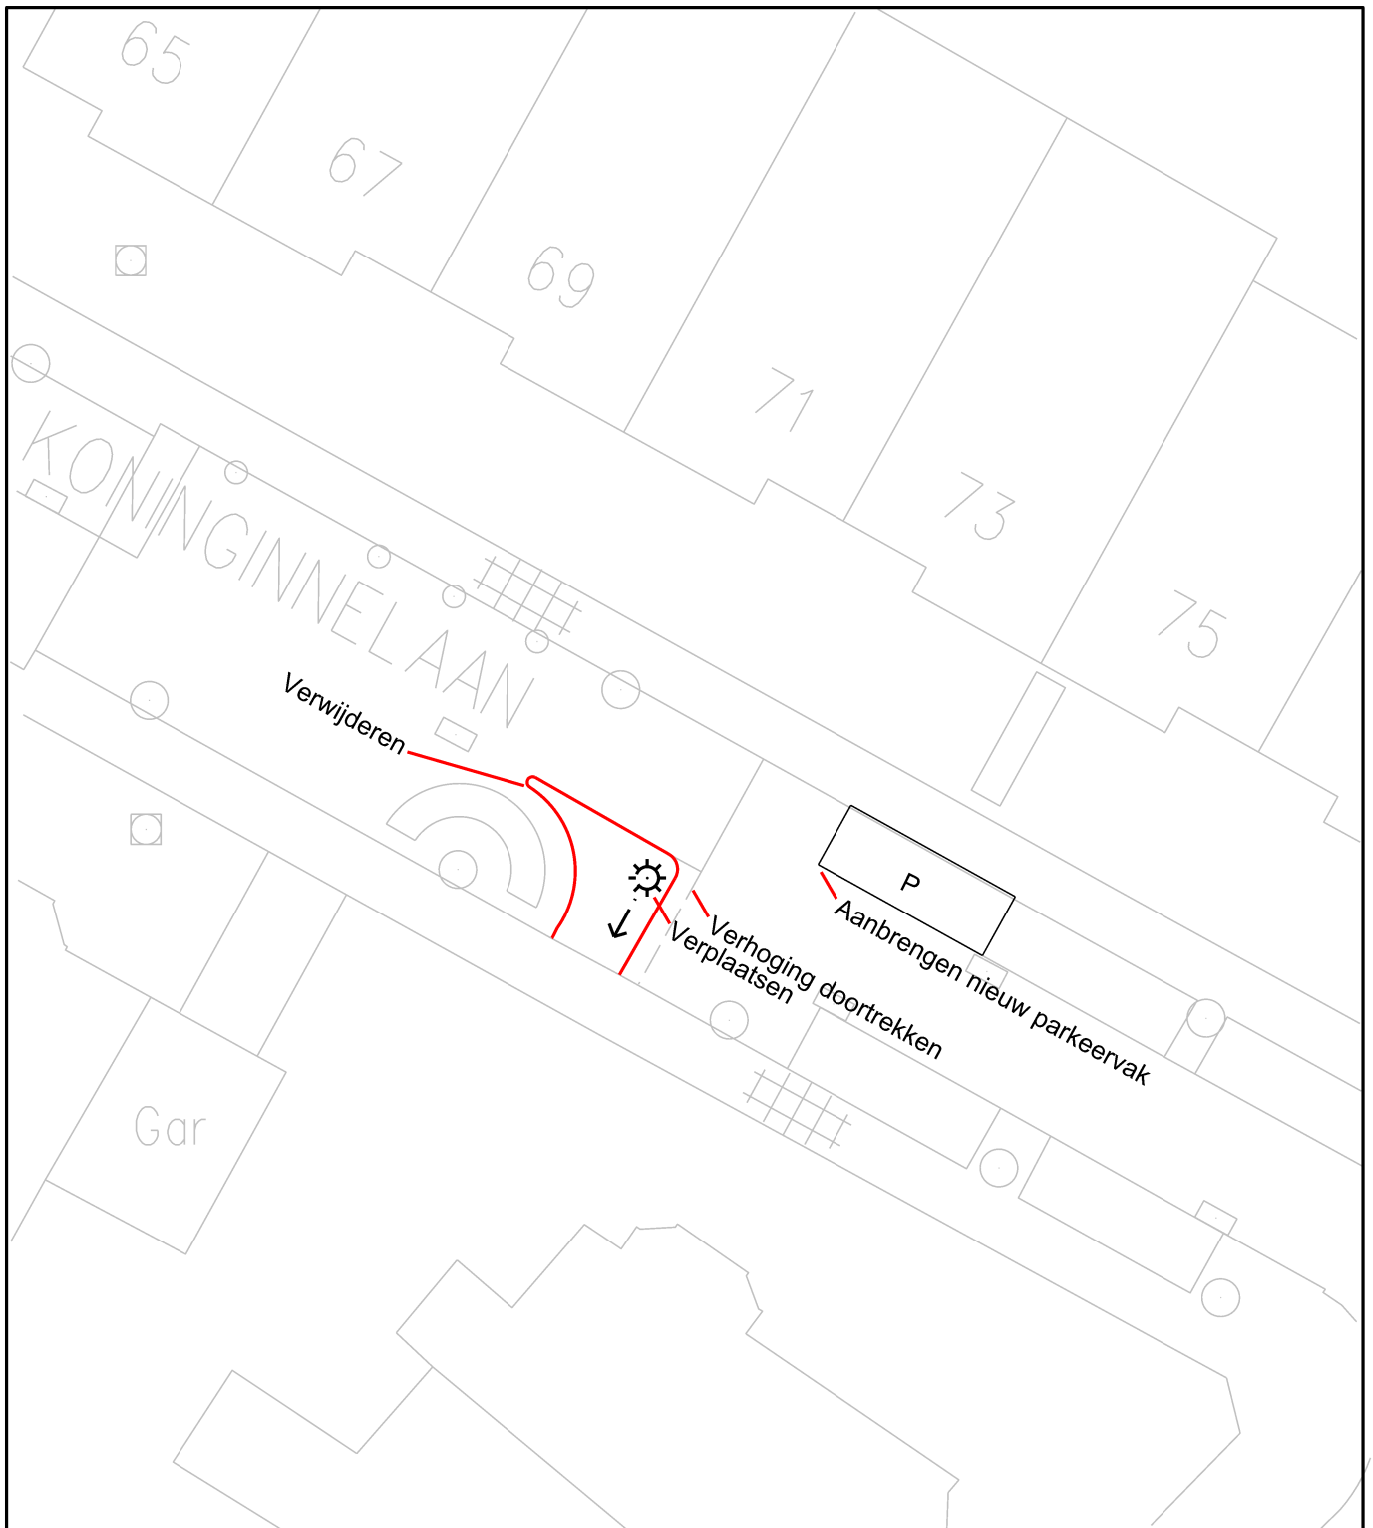 65
67
69
71
73
75
KONINGINNELAAN
Verwijderen
P
Aanbrengen nieuw parkeervak
Verhoging doortrekken
Verplaatsen
Gar